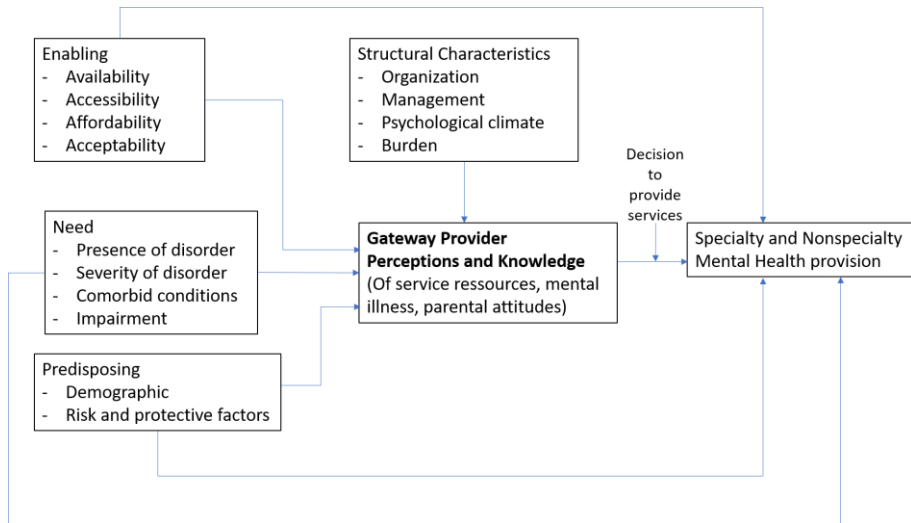 Enabling
- Availability
- Accessibility
- Affordability
- Acceptability
Structural Characteristics
- Organization
- Management
- Psychological climate
- Burden
Decision
to
provide
services
Need
- Presence of disorder
- Severity of disorder
- Comorbid conditions
- Impairment
Gateway Provider
Perceptions and Knowledge
(Of service ressources, mental
illness, parental attitudes)
Specialty and Nonspecialty
Mental Health provision
Predisposing
- Demographic
- Risk and protective factors